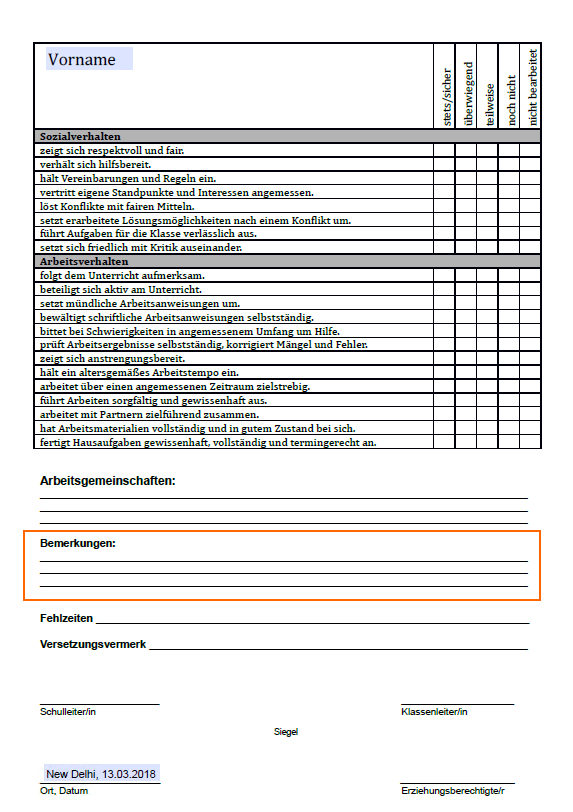 Vorname
stets/sicher
überwiegend
teilweise
noch nicht
nicht bearbeitet
Sozialverhalten
zeigt sich respektvoll und fair.
verhält sich hilfsbereit.
hält Vereinbarungen und Regeln ein.
vertritt eigene Standpunkte und Interessen angemessen.
löst Konflikte mit fairen Mitteln.
setzt erarbeitete Lösungsmöglichkeiten nach einem Konflikt um.
führt Aufgaben für die Klasse verlässlich aus.
setzt sich friedlich mit Kritik auseinander.
Arbeitsverhalten
folgt dem Unterricht aufmerksam.
beteiligt sich aktiv am Unterricht.
setzt mündliche Arbeitsanweisungen um.
bewältigt schriftliche Arbeitsanweisungen selbstständig.
bittet bei Schwierigkeiten in angemessenem Umfang um Hilfe.
prüft Arbeitsergebnisse selbstständig, korrigiert Mängel und Fehler.
zeigt sich anstrengungsbereit.
hält ein altersgemäßes Arbeitstempo ein.
arbeitet über einen angemessenen Zeitraum zielstrebig.
führt Arbeiten sorgfältig und gewissenhaft aus.
arbeitet mit Partnern zielführend zusammen.
hat Arbeitsmaterialien vollständig und in gutem Zustand bei sich.
fertigt Hausaufgaben gewissenhaft, vollständig und termingerecht an.
Arbeitsgemeinschaften:
Bemerkungen:
Fehlzeiten
Versetzungsvermerk
Schulleiter/in Klassenleiter/in
Siegel
New Delhi, 13.03.2018
Ort, Datum Erziehungsberechtigte/r